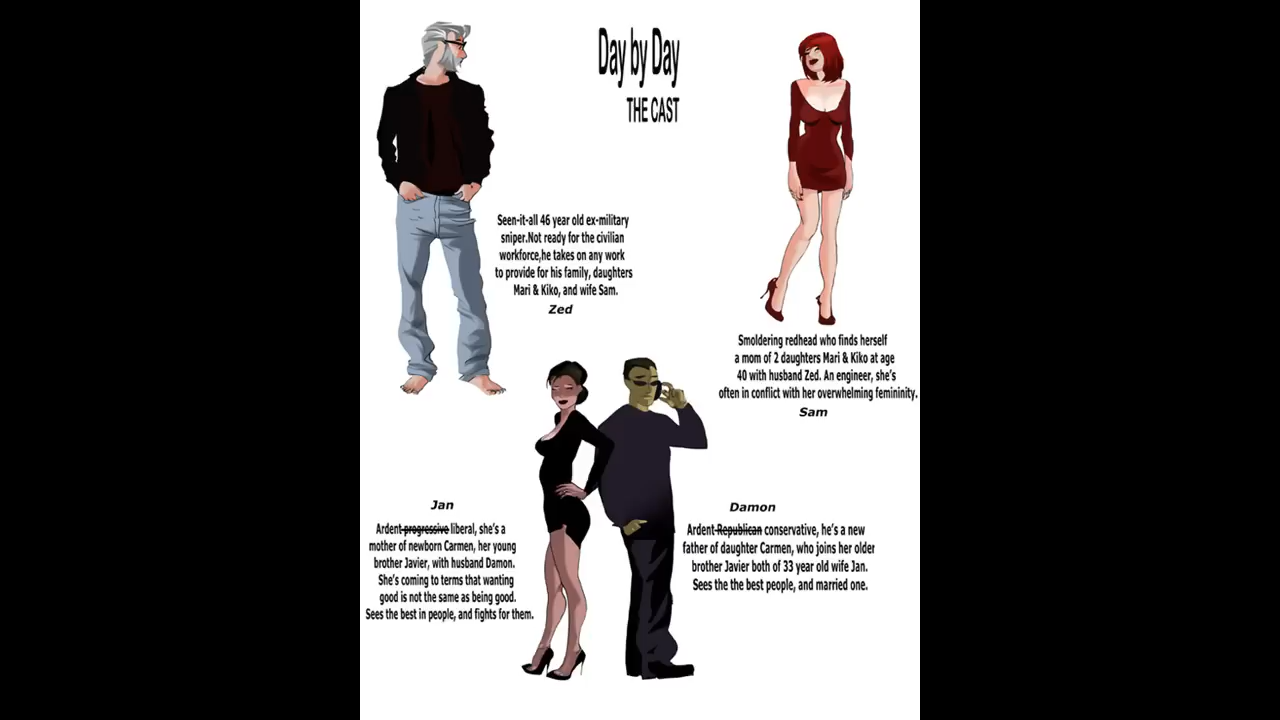 Day by Day
THE CAST
Seen-it-all 46 year old ex-military
sniper.Not ready for the civilian
workforce,he takes on any work
to provide for his family, daughters
Mari & Kiko, and wife Sam.
Zed
Smoldering redhead who finds herself
a mom of 2 daughters Mari & Kiko at age
40 with husband Zed. An engineer, she's
often in conflict with her overwhelming femininity.
Sam
Jan
Ardent progressive liberal, she's a
mother of newborn Carmen, her young
brother Javier, with husband Damon.
She's coming to terms that wanting
good is not the same as being good.
Sees the best in people, and fights for them.
Damon
Ardent Republican conservative, he's a new
father of daughter Carmen, who joins her older
brother Javier both of 33 year old wife Jan.
Sees the the best people, and married one.